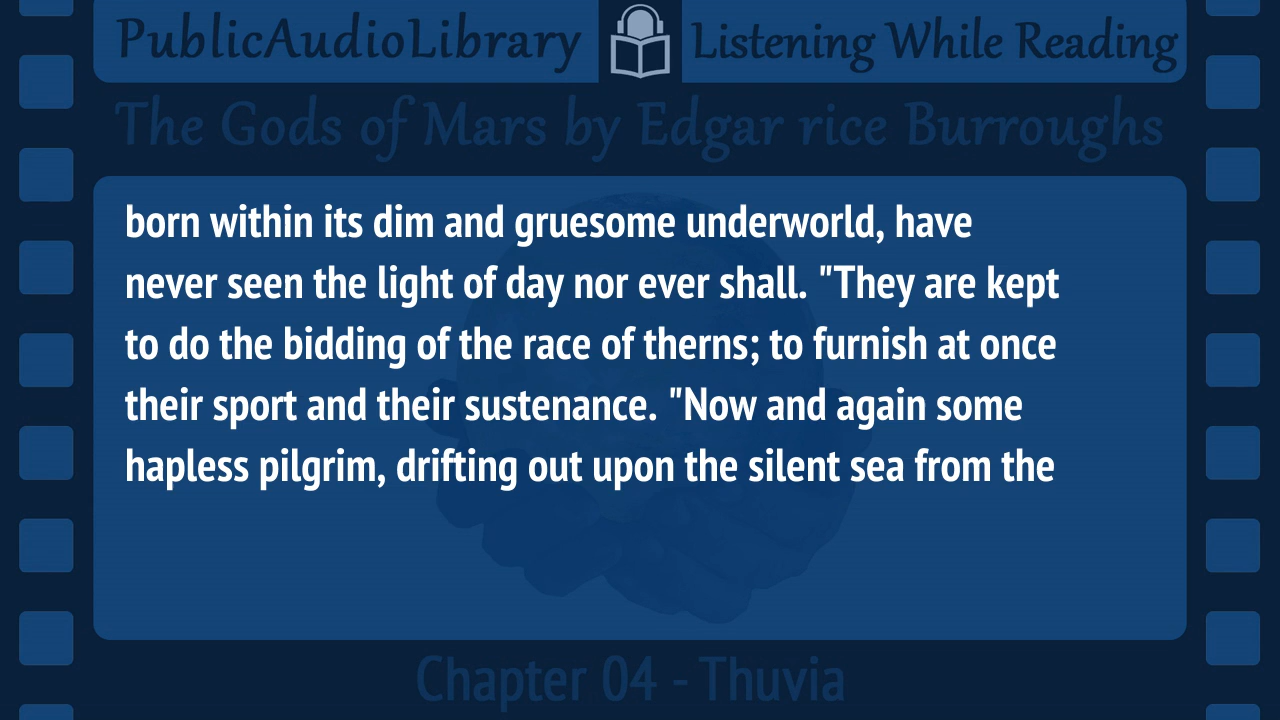 PublicAudioLibrary Listening While Reading
The Gods of Mars by Edgar rice Burroughs
born within its dim and gruesome underworld, have
never seen the light of day nor ever shall. "They are kept
to do the bidding of the race of therns; to furnish at once
their sport and their sustenance. "Now and again some
hapless pilgrim, drifting out upon the silent sea from the
Chapter 04 - Thuvia